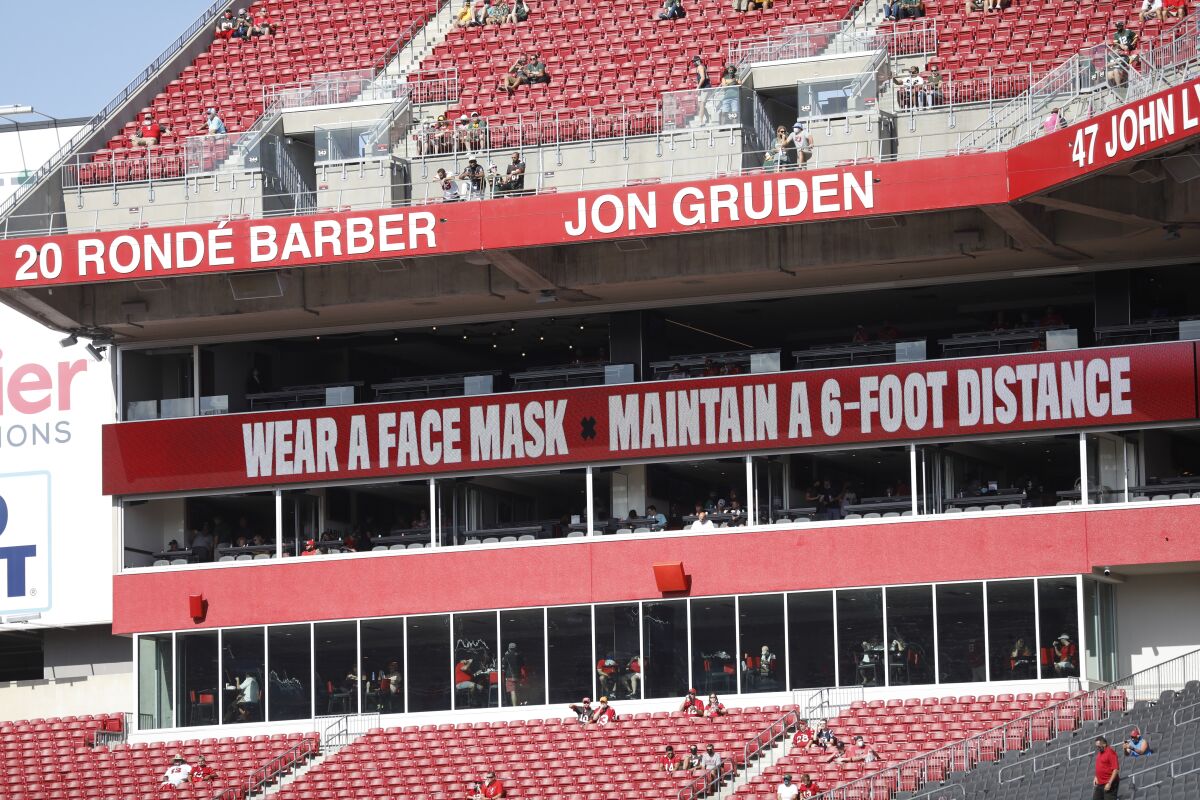 20 RONDÉ BARBER
JON GRUDEN
47 JOHN LY
WEAR A FACE MASK × MAINTAIN A 6-FOOT DISTANCE
ier
IONS